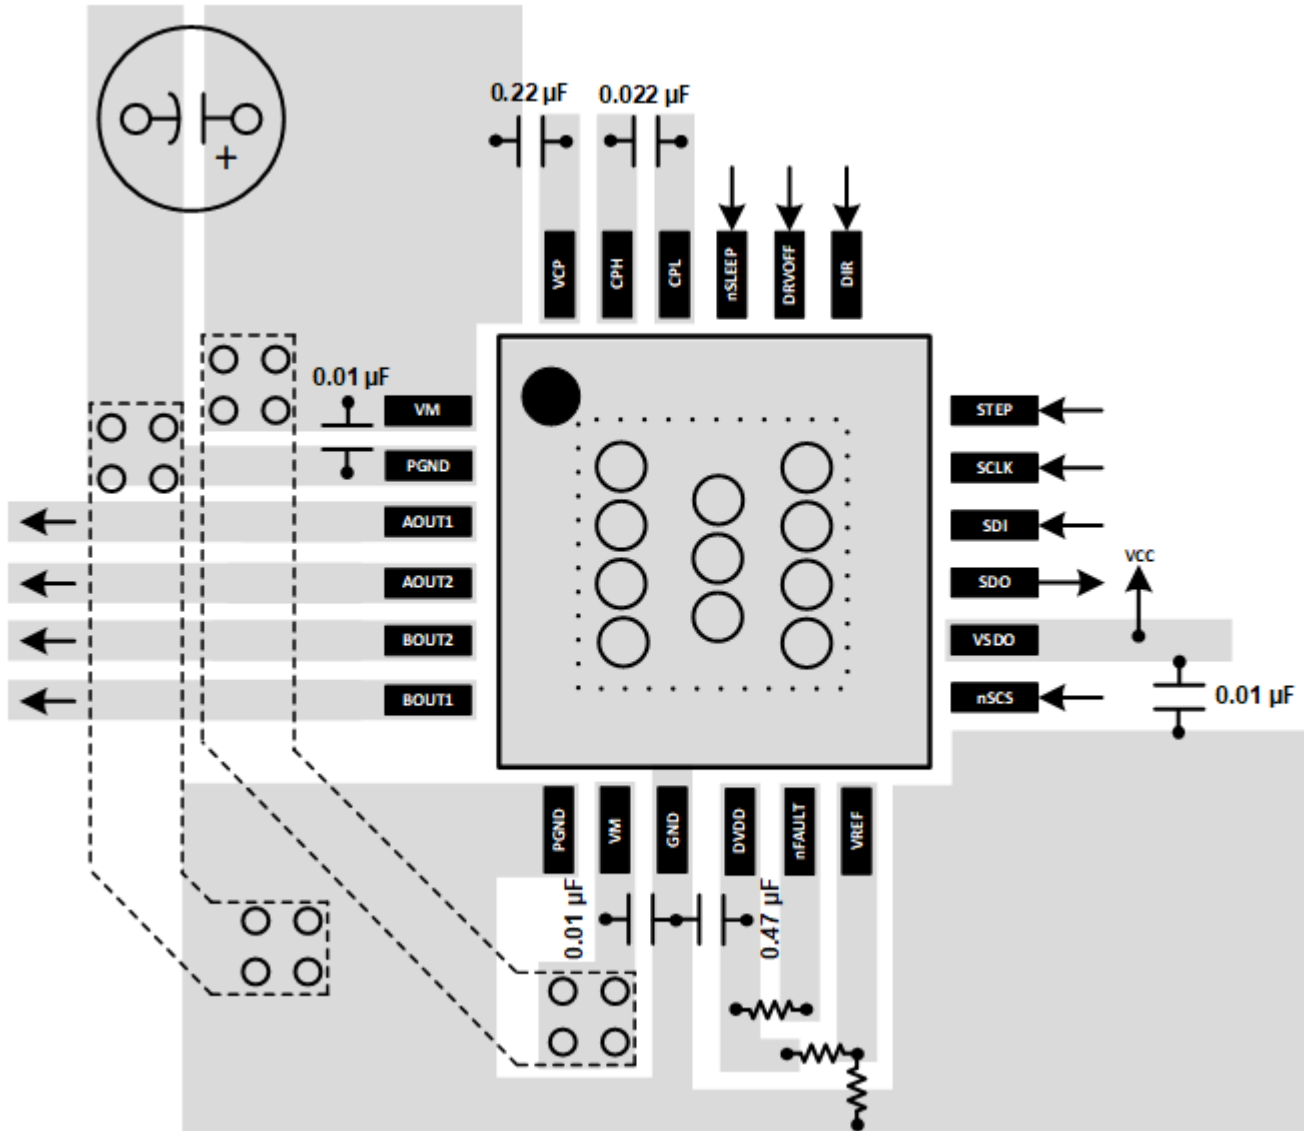 0.22 µF
0.022 µF
+
VCP
CPH
CPL
nSLEEP
DRVOFF
DIR
0.01 µF
VM
PGND
AOUT1
AOUT2
BOUT2
BOUT1
STEP
SCLK
SDI
SDO
VSDO
nSCS
VCC
0.01 µF
PGND
VM
GND
DVDD
nFAULT
VREF
0.01 µF
0.47 µF